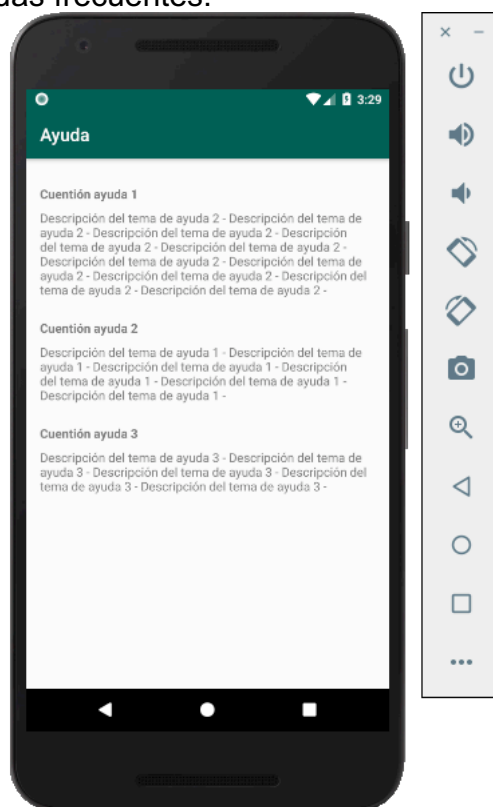 das frecuentes.
3:29
Ayuda
Cuentión ayuda 1
Descripción del tema de ayuda 2 - Descripción del tema de
ayuda 2 - Descripción del tema de ayuda 2 - Descripción
del tema de ayuda 2 - Descripción del tema de ayuda 2 -
Descripción del tema de ayuda 2 - Descripción del tema de
ayuda 2 - Descripción del tema de ayuda 2 - Descripción del
tema de ayuda 2 - Descripción del tema de ayuda 2 -
Cuentión ayuda 2
Descripción del tema de ayuda 1 - Descripción del tema de
ayuda 1 - Descripción del tema de ayuda 1 - Descripción
del tema de ayuda 1 - Descripción del tema de ayuda 1 -
Descripción del tema de ayuda 1 -
Cuentión ayuda 3
Descripción del tema de ayuda 3 - Descripción del tema de
ayuda 3 - Descripción del tema de ayuda 3 - Descripción del
tema de ayuda 3 - Descripción del tema de ayuda 3 -